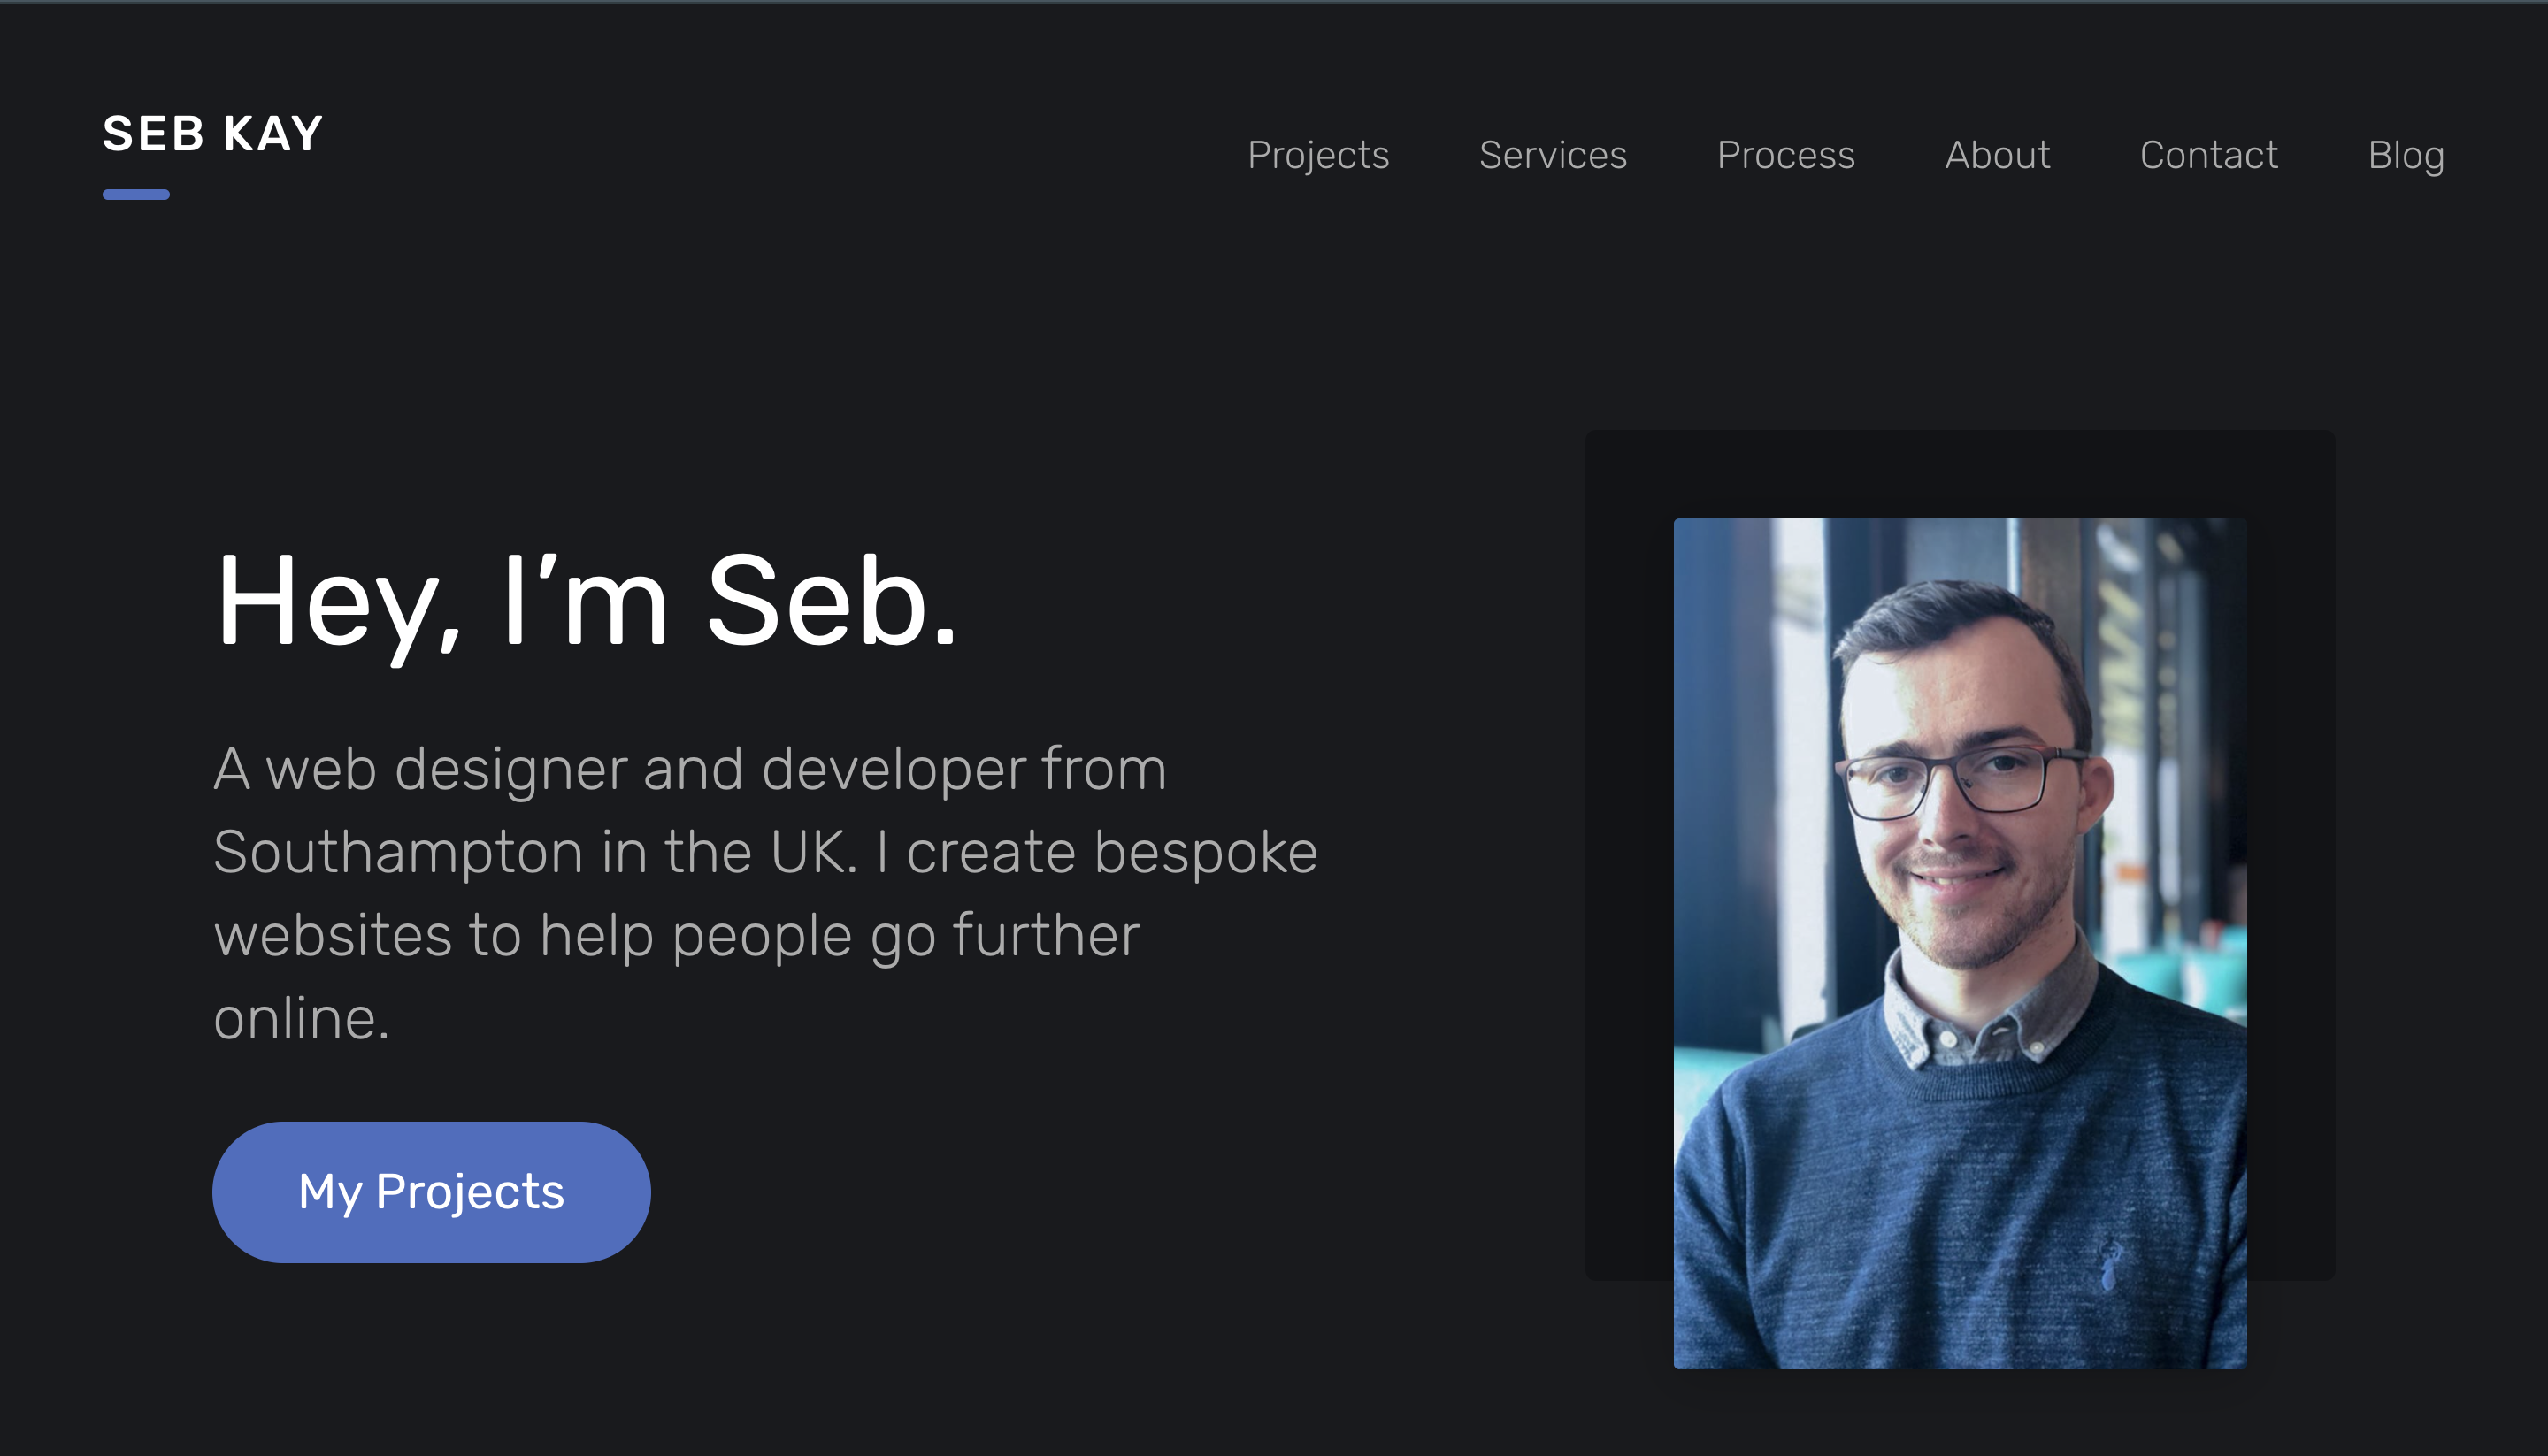 SEB KAY
Projects Services Process About Contact Blog
Hey, I’m Seb.
A web designer and developer from
Southampton in the UK. I create bespoke
websites to help people go further
online.
My Projects